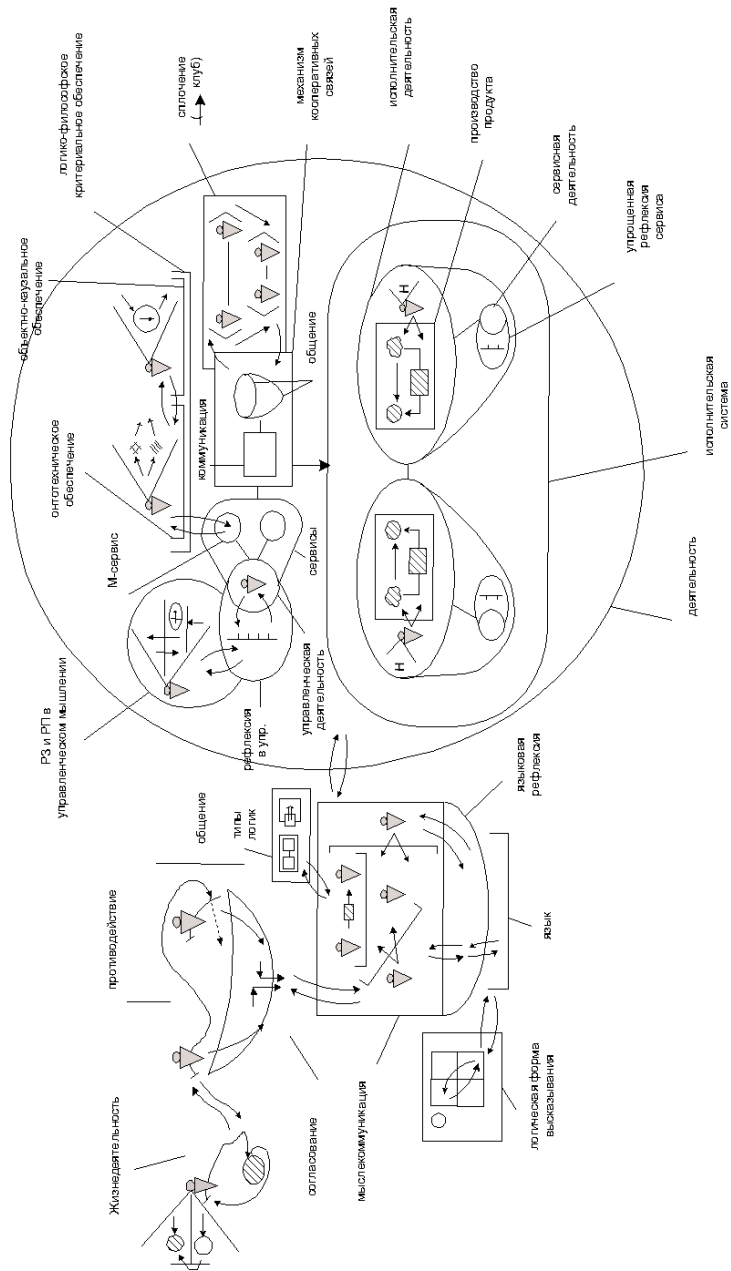 Жизнедеятельность
противодействие
общение
типы
логик
РЗ и РП в
управленческом мышлении
М-сервис
онтотехническое
обеспечение
объектно-каузальное
обеспечение
логико-философское
критериальное обеспечение
сплочение
клуб)
механизм
кооперативных
связей
исполнительская
деятельность
производство
продукта
сервисная
деятельность
упрощенная
рефлексия
сервиса
коммуникация
общение
сервисы
рефлексия
в упр.
управленческая
деятельность
Н
Н
исполнительская
система
деятельность
согласование
мыслекоммуникация
языковая
рефлексия
язык
логическая форма
высказывания